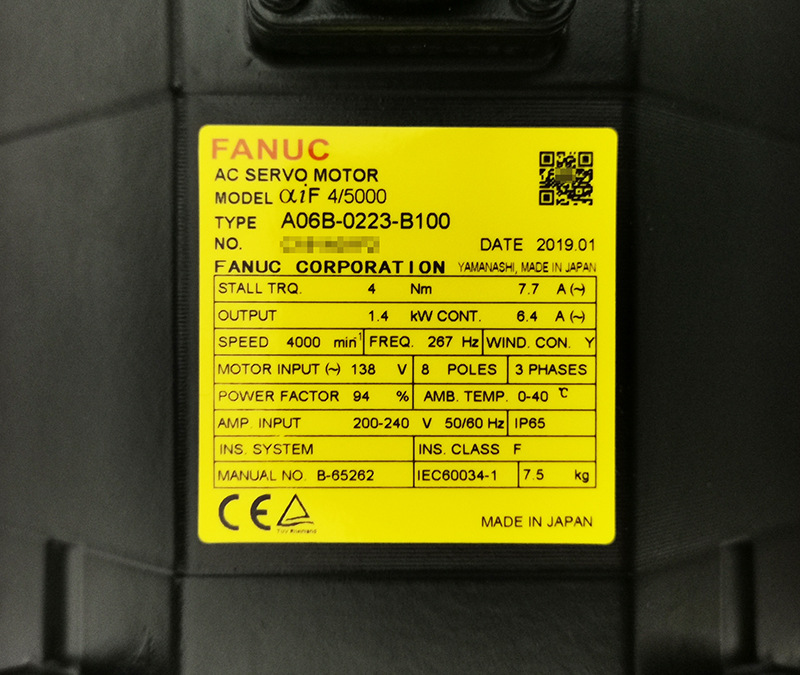 FANUC
AC SERVO MOTOR
MODEL αiF 4/5000
TYPE A06B-0223-B100
NO.
DATE 2019.01
FANUC CORPORATION YAMANASHI, MADE IN JAPAN
STALL TRQ. 4 Nm 7.7 A (~)
OUTPUT 1.4 kW CONT. 6.4 A (~)
SPEED 4000 min⁻¹ FREQ. 267 Hz WIND. CON. Y
MOTOR INPUT (~) 138 V 8 POLES 3 PHASES
POWER FACTOR 94 % AMB. TEMP. 0-40 ℃
AMP. INPUT 200-240 V 50/60 Hz IP65
INS. SYSTEM INS. CLASS F
MANUAL NO. B-65262 IEC60034-1 7.5 kg
CE
TÜV Rheinland
MADE IN JAPAN